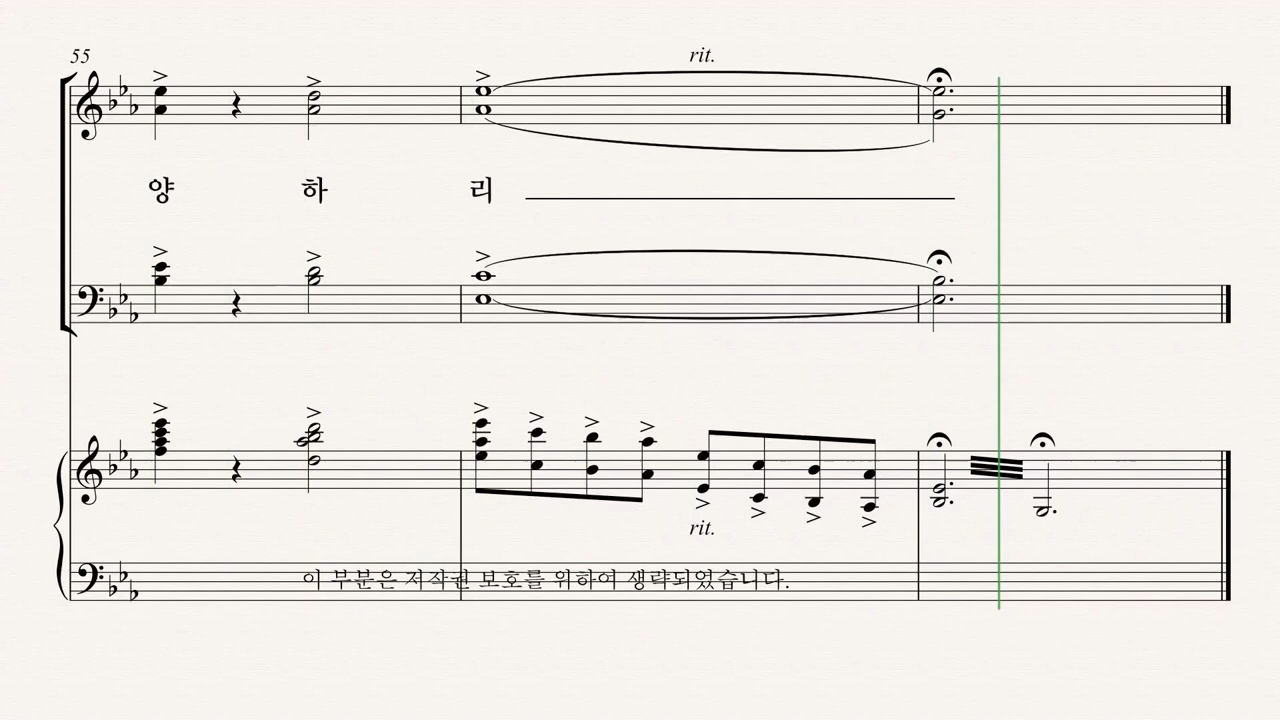 55
rit.
양 하 리
rit.
이 부분은 저작권 보호를 위하여 생략되었습니다.